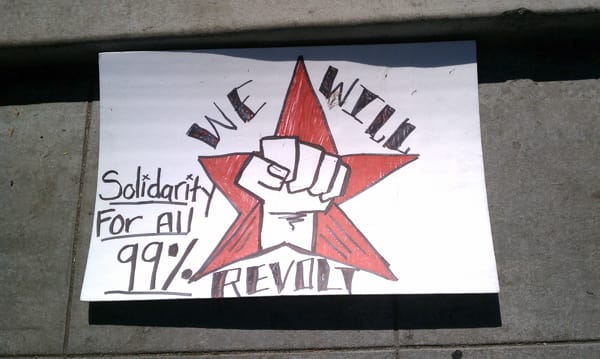 WE WILL
Solidarity
FOR All
99%
REVOLT